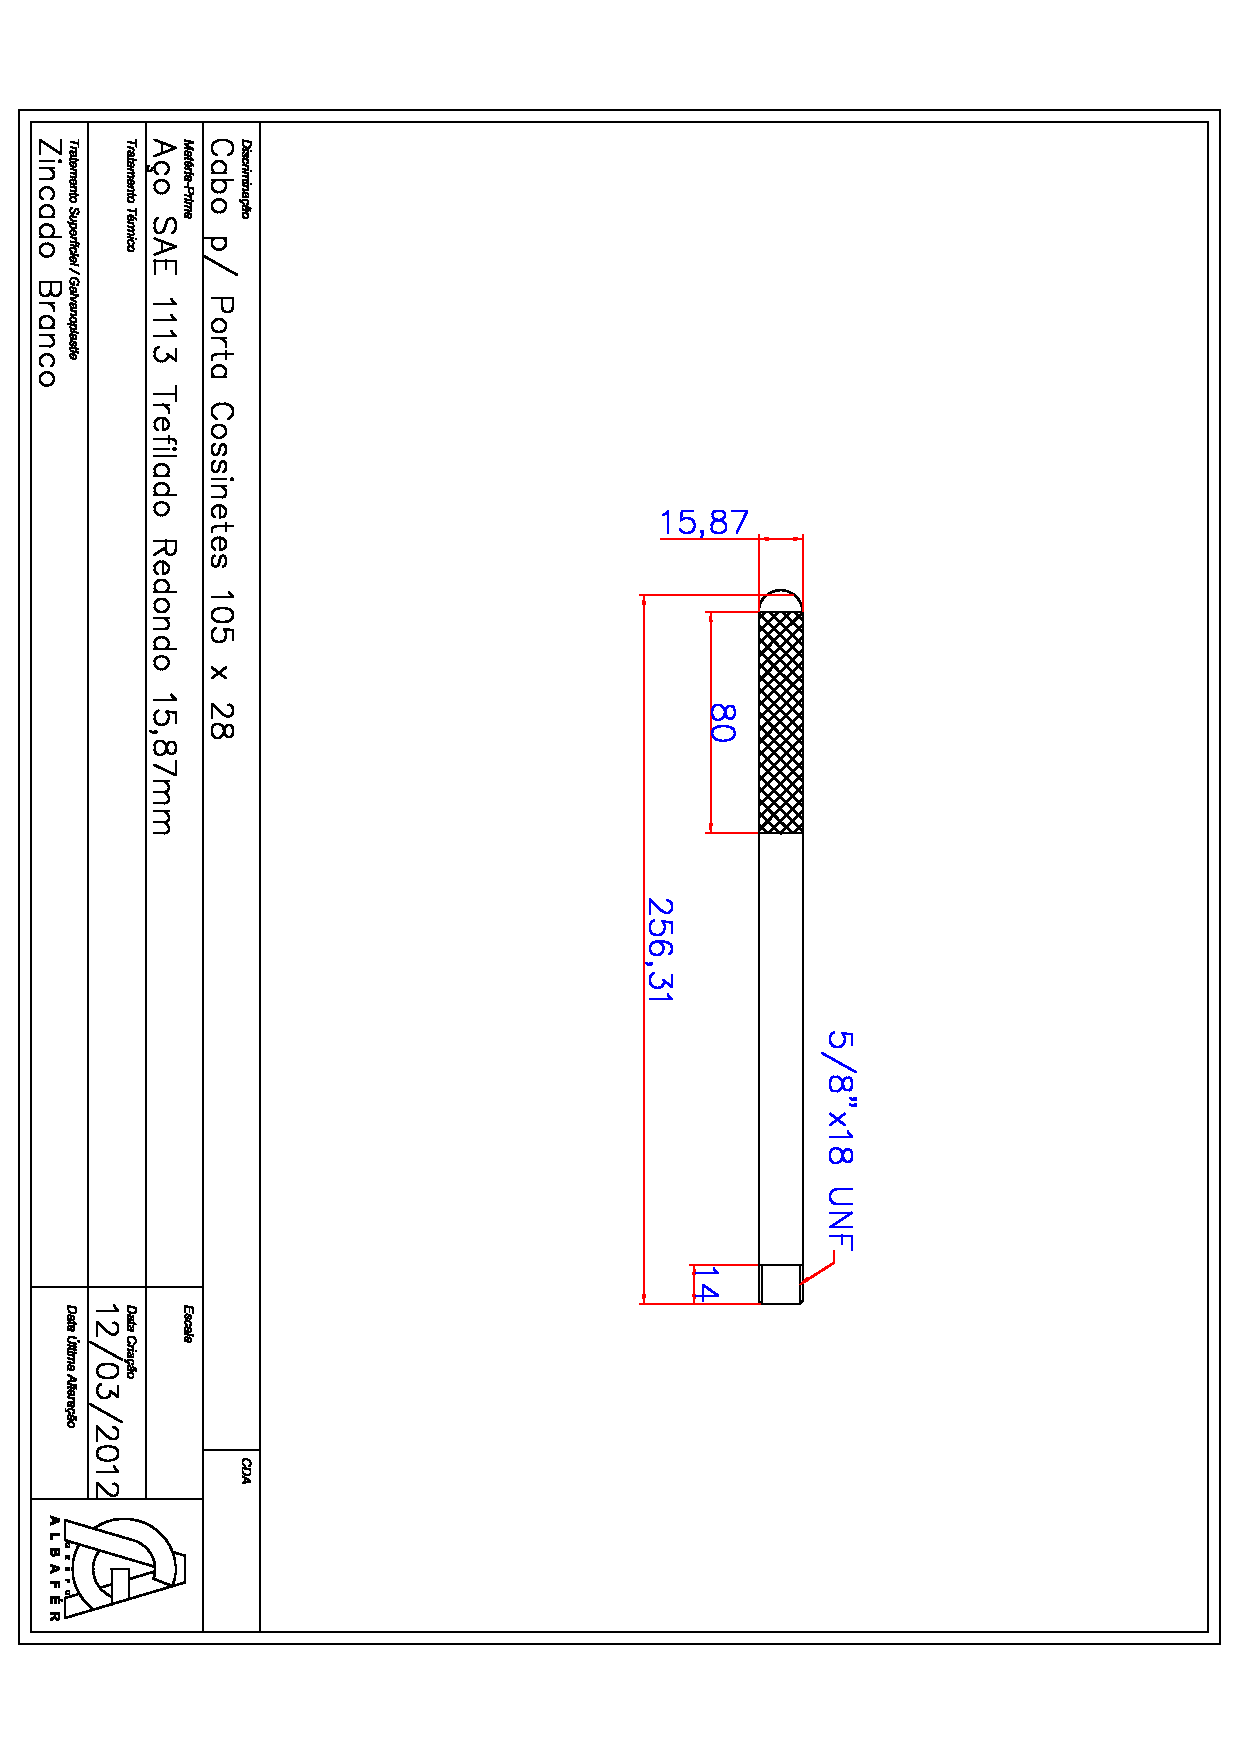 15,87
80
256,31
5/8"x18 UNF
14
Discriminação
Cabo p/ Porta Cossinetes 105 x 28
CDA
Matéria-Prima
Aço SAE 1113 Trefilado Redondo 15,87mm
Escala
Tratamento Térmico
Data Criação
12/03/2012
Tratamento Superficial / Galvanoplastia
Zincado Branco
Data Última Alteração
GRUPO
ALBAFÉR